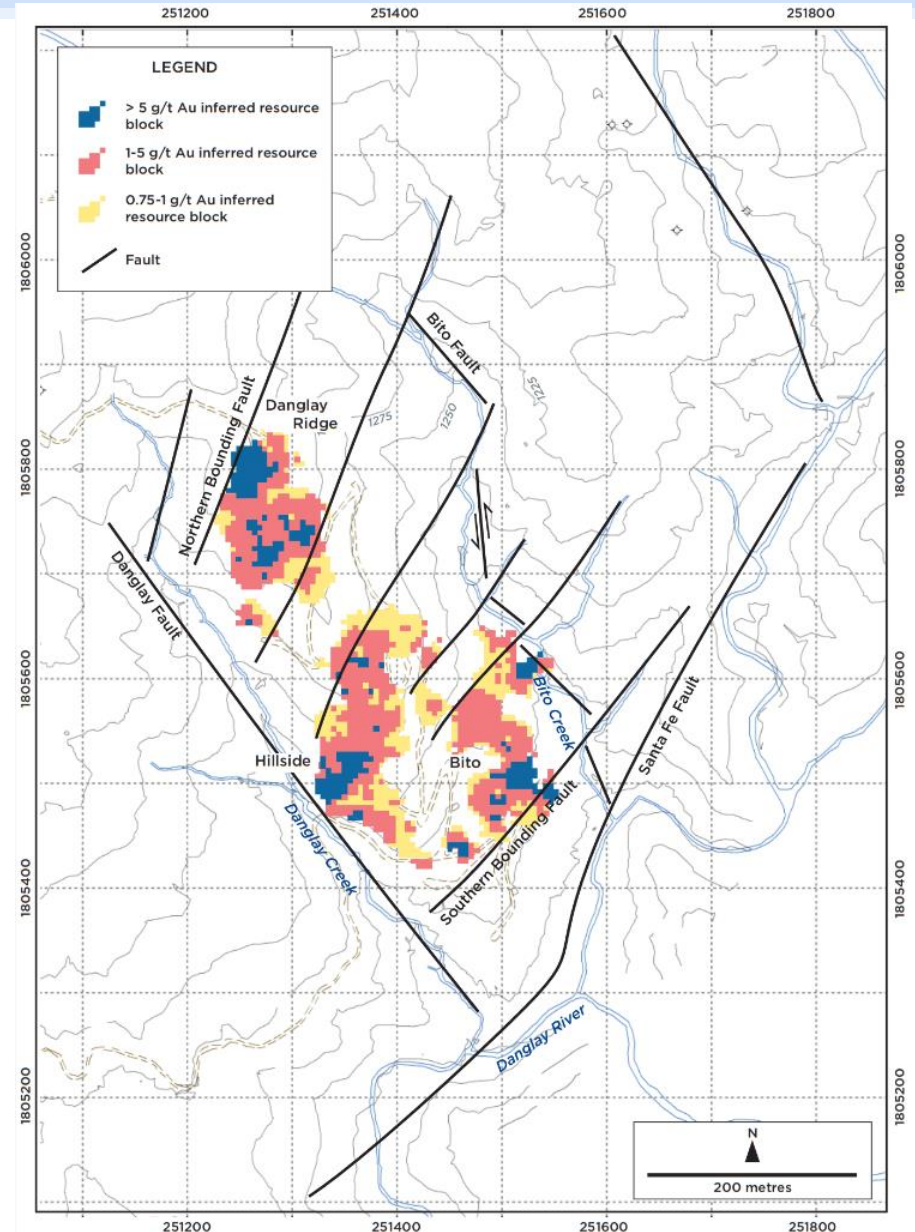 251200
251400
251600
251800
LEGEND
> 5 g/t Au inferred resource
block
1-5 g/t Au inferred resource
block
0.75-1 g/t Au inferred
resource block
Fault
1806000
1806000
Bito Fault
Danglay
Ridge
1275
1250
1225
Northern Bounding Fault
1805800
1805800
Danglay Fault
1805600
1805600
Bito Creek
Santa Fe Fault
Hillside
Bito
Danglay Creek
Southern Bounding Fault
1805400
1805400
Danglay River
1805200
1805200
N
200 metres
251200
251400
251600
251800